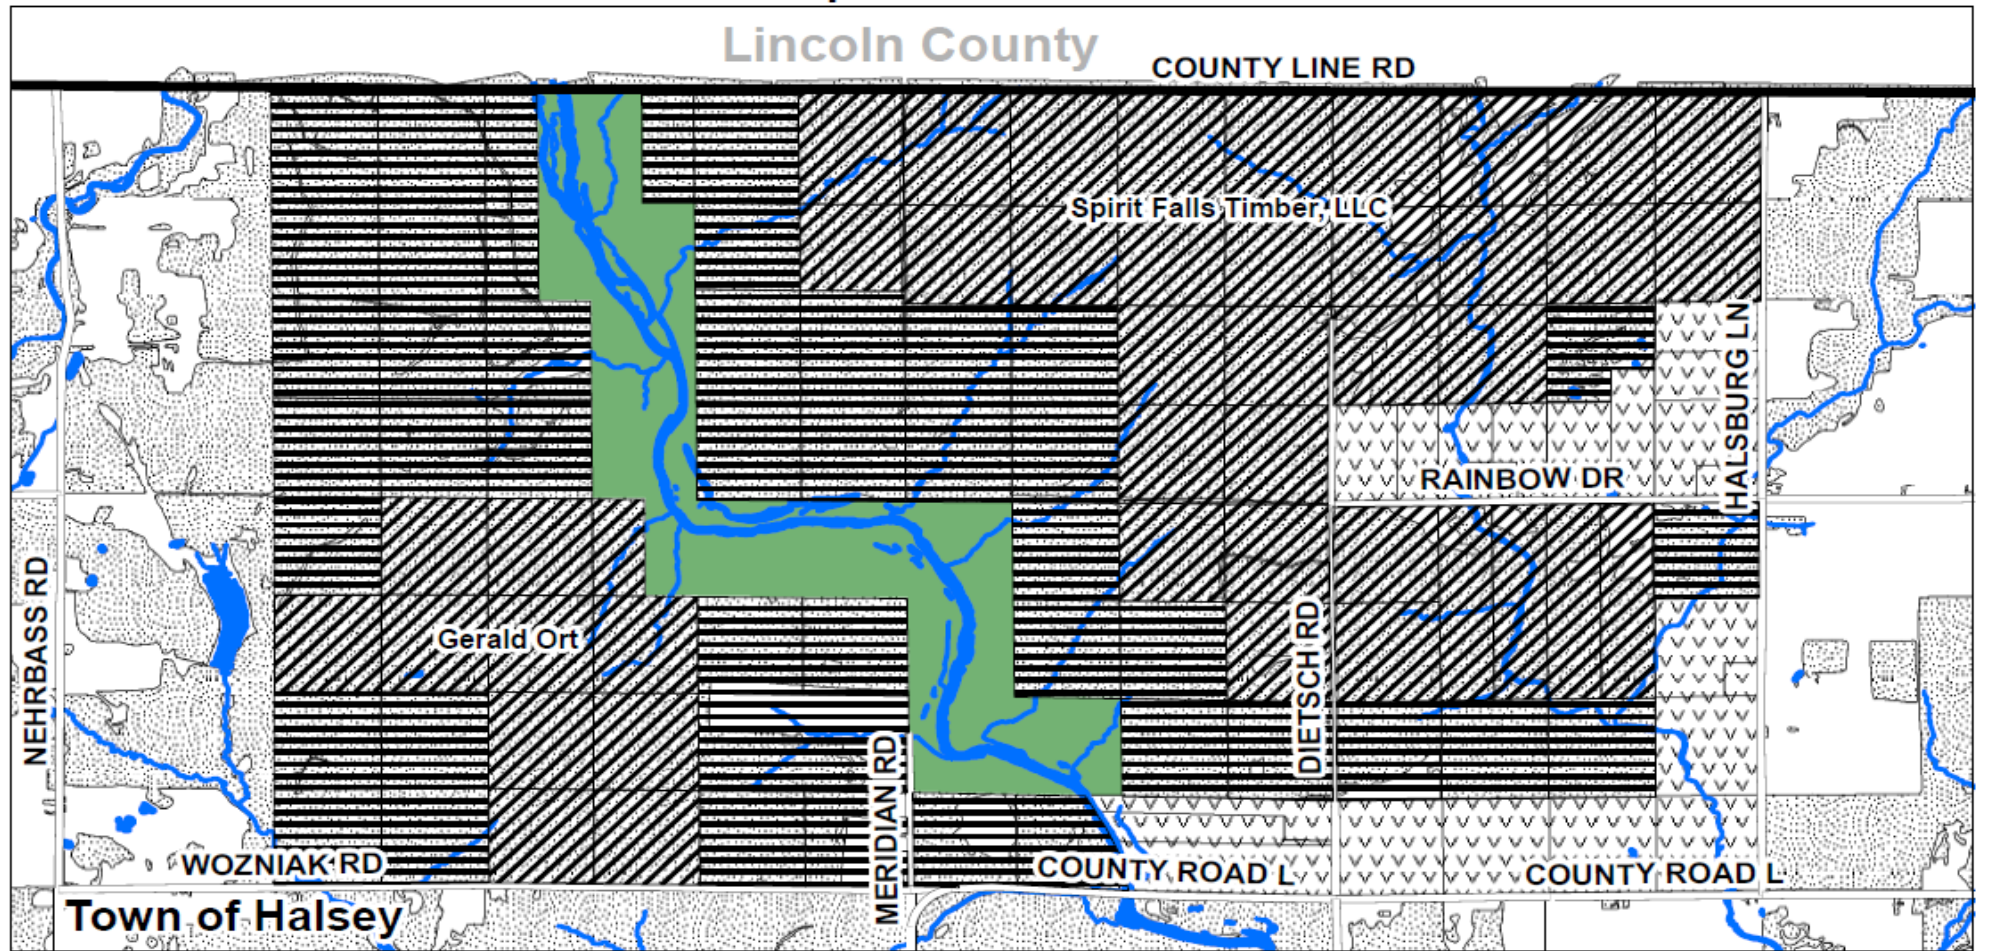 Lincoln County
COUNTY LINE RD
Spirit Falls Timber, LLC
HALSBURG LN
RAINBOW DR
NEHRBASS RD
Gerald Ort
DIETSCH RD
MERIDIAN RD
WOZNIAK RD
COUNTY ROAD L
COUNTY ROAD L
Town of Halsey